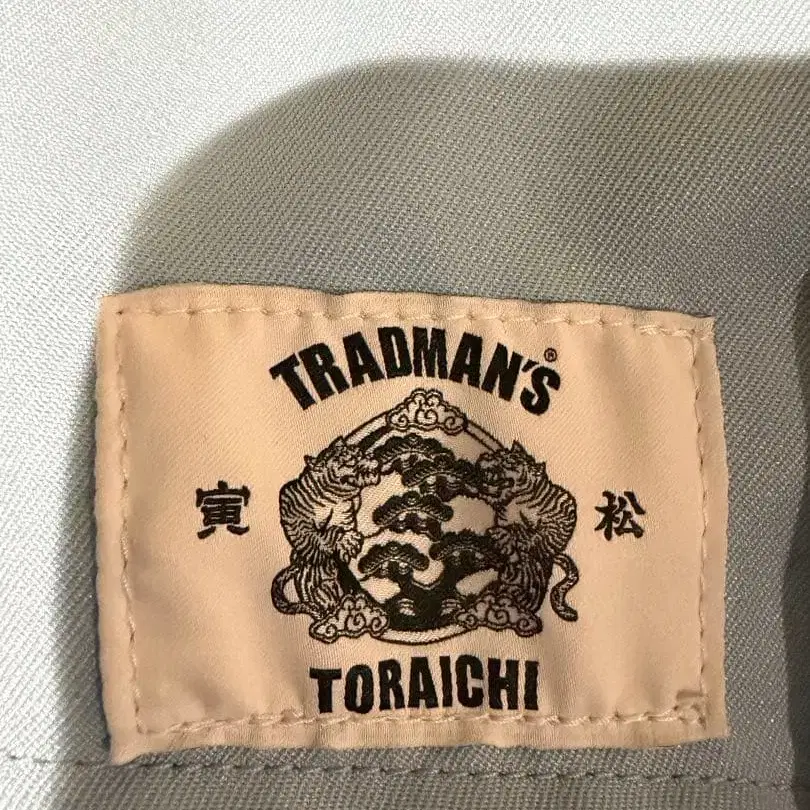 TRADMAN'S®
寅 松
TORAICHI